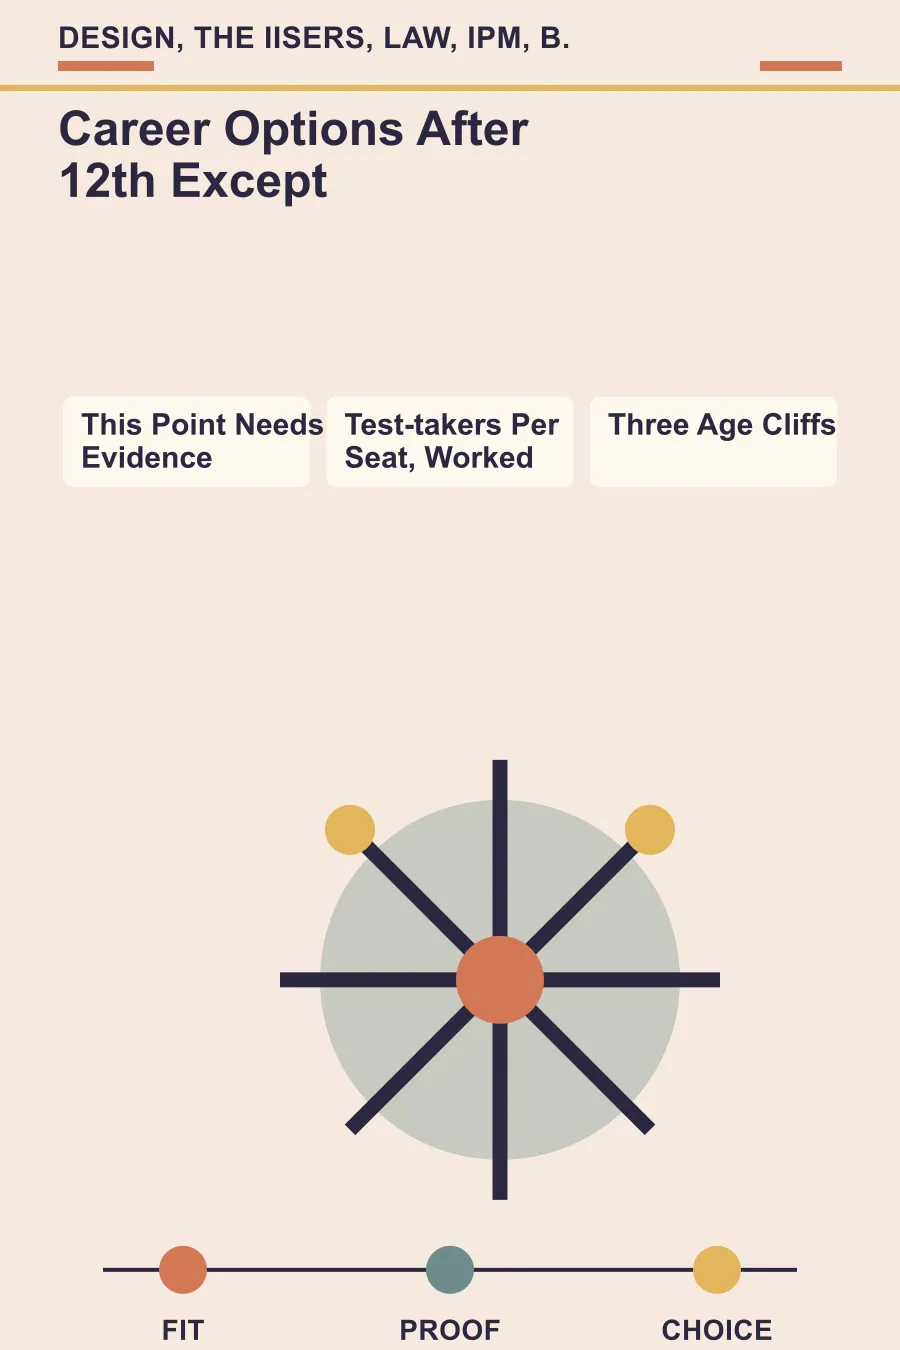 DESIGN, THE IISERS, LAW, IPM, B.
Career Options After
12th Except
This Point Needs
Evidence
Test-takers Per
Seat, Worked
Three Age Cliffs
FIT
PROOF
CHOICE